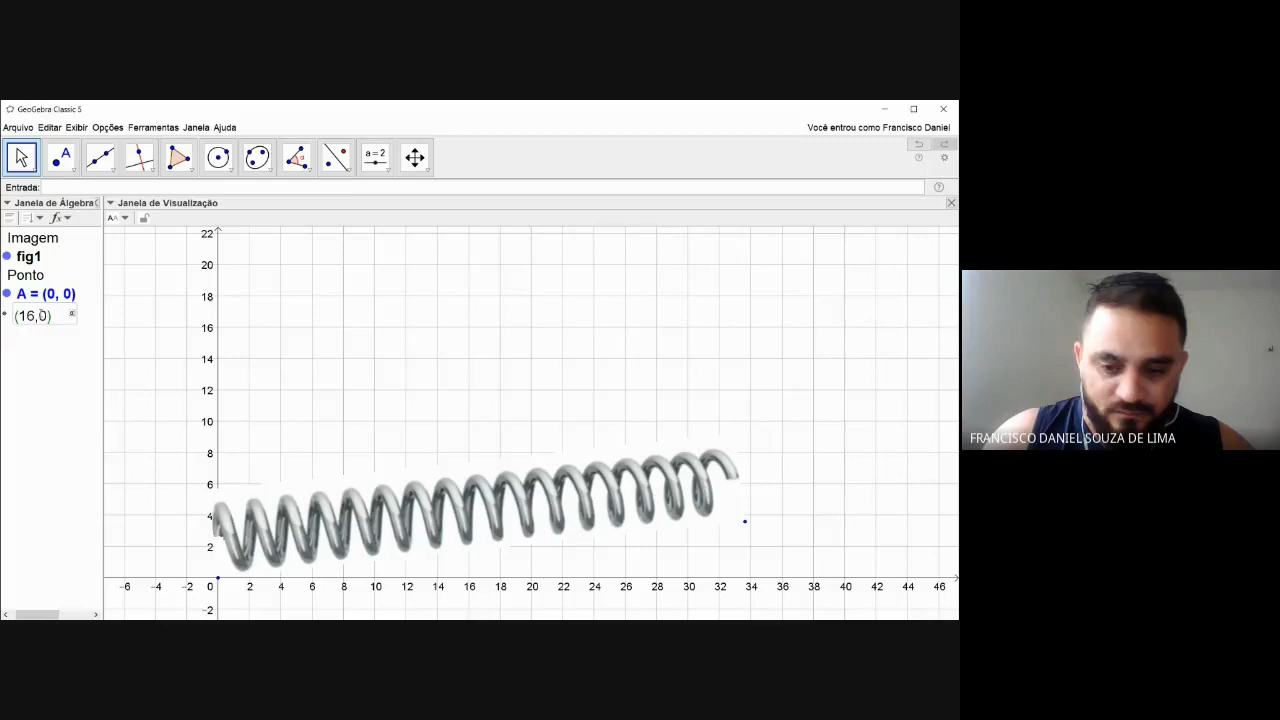 GeoGebra Classic 5
Arquivo Editar Exibir Opções Ferramentas Janela Ajuda
Você entrou como Francisco Daniel
A
α
a=2
Entrada:
Janela de Álgebra
Janela de Visualização
fx
AA
Imagem
fig1
Ponto
A = (0, 0)
(16,0)
α
22
20
18
16
14
12
10
8
6
4
2
-6 -4 -2 0 2 4 6 8 10 12 14 16 18 20 22 24 26 28 30 32 34 36 38 40 42 44 46
-2
FRANCISCO DANIEL SOUZA DE LIMA